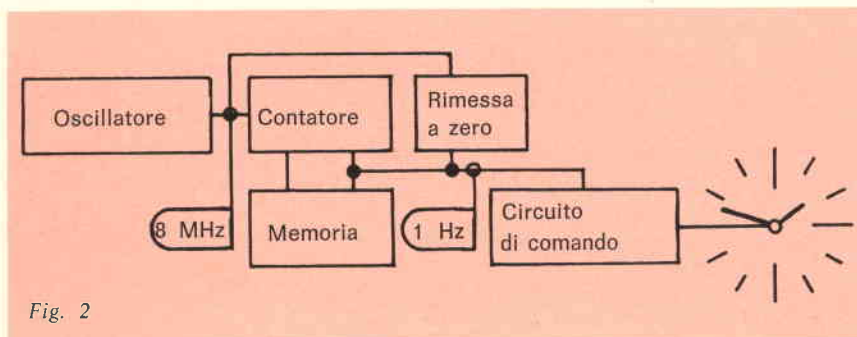 Oscillatore
Contatore
Rimessa
a zero
8 MHz
Memoria
1 Hz
Circuito
di comando
Fig. 2